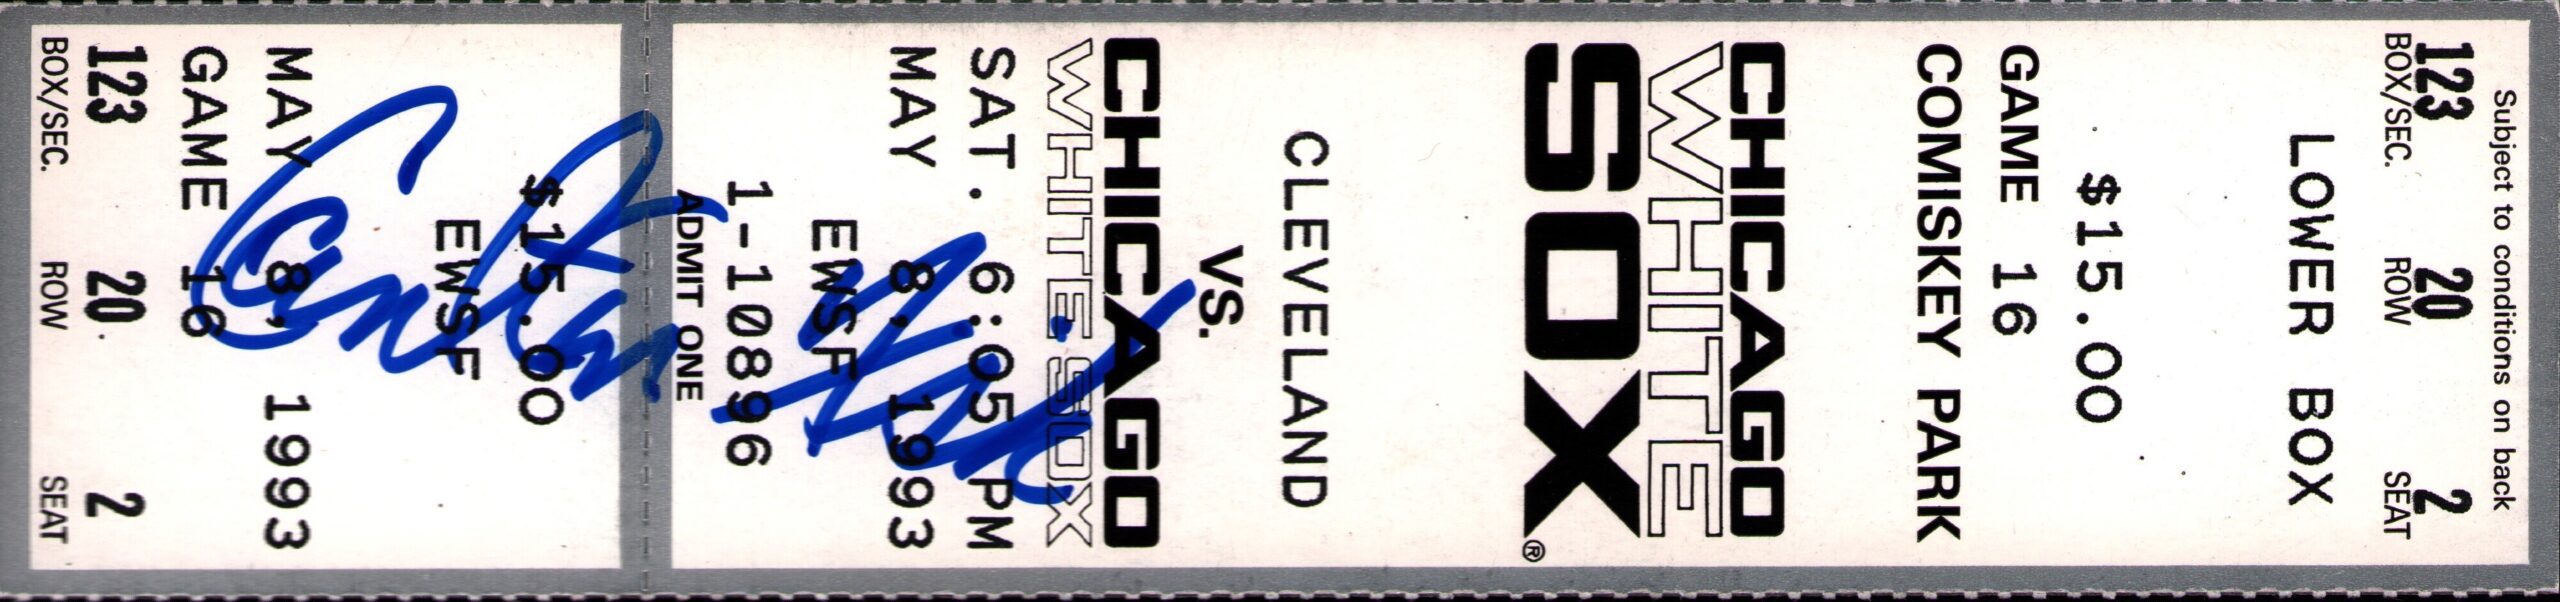 Subject to conditions on back
123 20 2
BOX/SEC. ROW SEAT
LOWER BOX
$15.00
GAME 16
COMISKEY PARK
CHICAGO
WHITE
SOX®
CLEVELAND
VS.
CHICAGO
WHITE SOX
SAT. 6:05 PM
MAY 8, 1993
EWSF
1-10896
ADMIT ONE
$15.00
EWSF
MAY 8, 1993
GAME 16
123 20 2
BOX/SEC. ROW SEAT